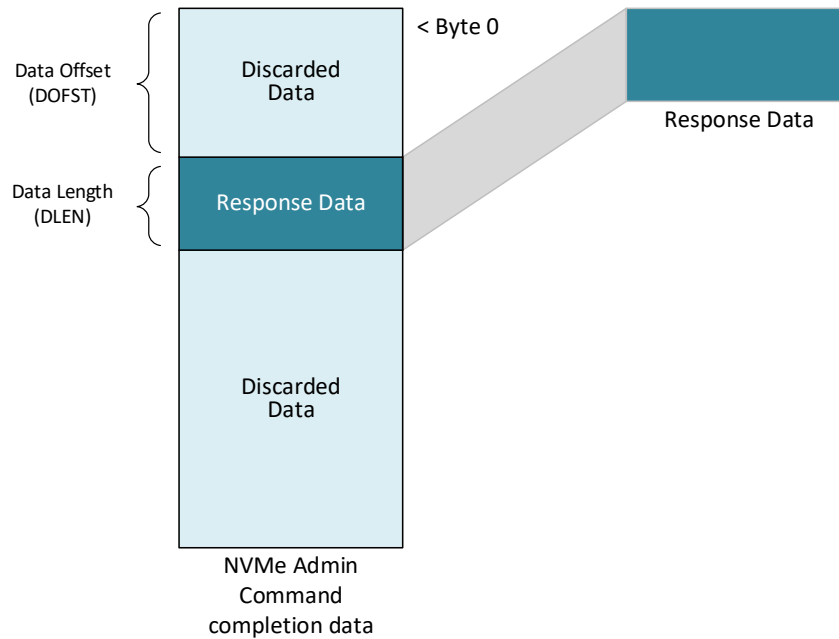 Data Offset
(DOFST)
Discarded
Data
< Byte 0
Response Data
Data Length
(DLEN)
Response Data
Discarded
Data
NVMe Admin
Command
completion data